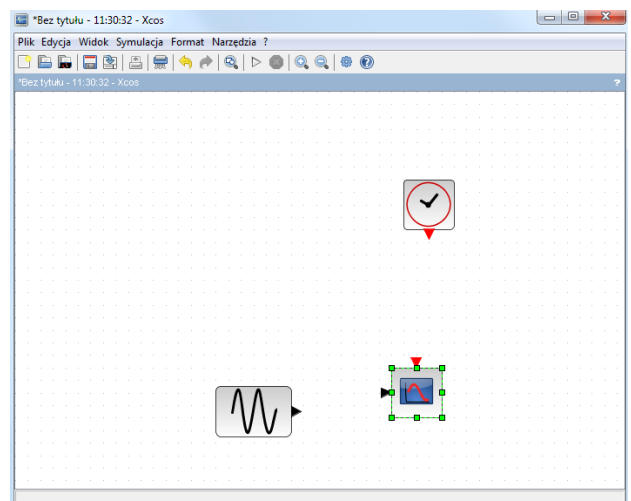 *Bez tytułu - 11:30:32 - Xcos
Plik Edycja Widok Symulacja Format Narzędzia ?
*Bez tytułu - 11:30:32 - Xcos ?